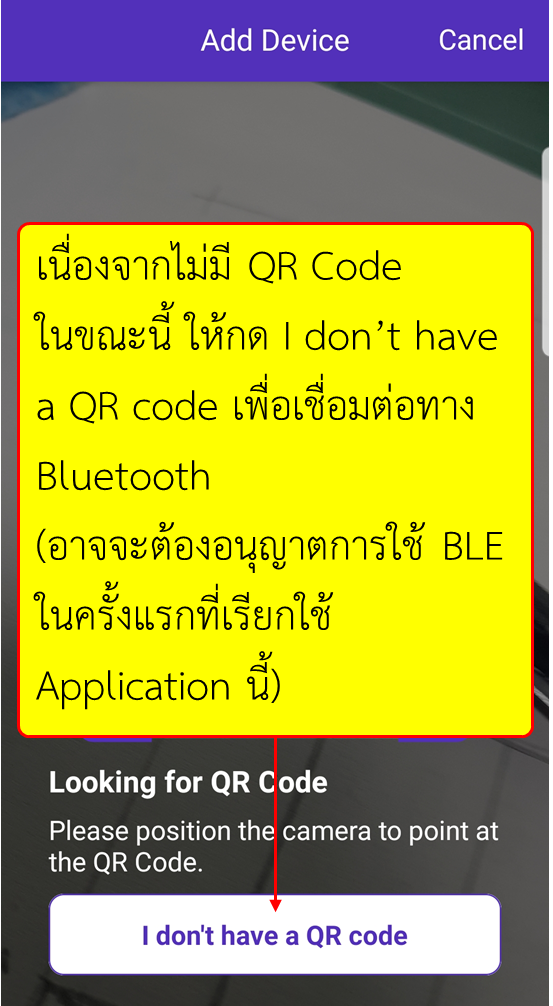 Add Device
Cancel
เนื่องจากไม่มี QR Code
ในขณะนี้ ให้กด I don’t have
a QR code เพื่อเชื่อมต่อทาง
Bluetooth
(อาจจะต้องอนุญาตการใช้ BLE
ในครั้งแรกที่เรียกใช้
Application นี้)
Looking for QR Code
Please position the camera to point at
the QR Code.
I don't have a QR code